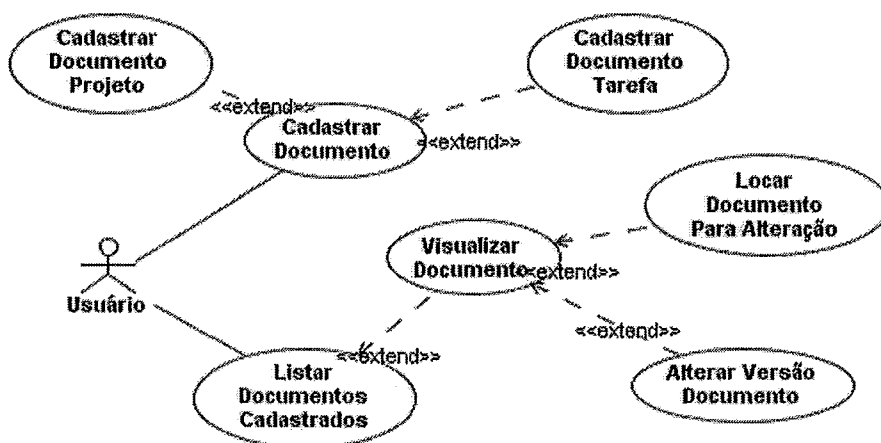 Cadastrar
Documento
Projeto
Cadastrar
Documento
Tarefa
<<extend>>
Cadastrar
Documento
<<extend>>
Locar
Documento
Para Alteração
Visualizar
Documento
<<extend>>
Usuário
<<extend>>
<<extend>>
Listar
Documentos
Cadastrados
Alterar Versão
Documento